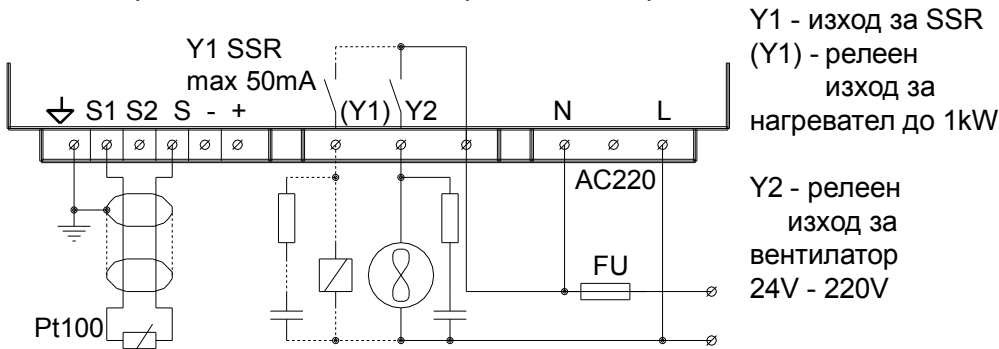 Y1 SSR
max 50mA
S1 S2 S - + (Y1) Y2 N L
AC220
FU
Pt100
Y1 - изход за SSR
(Y1) - релеен
изход за
нагревател до 1kW
Y2 - релеен
изход за
вентилатор
24V - 220V